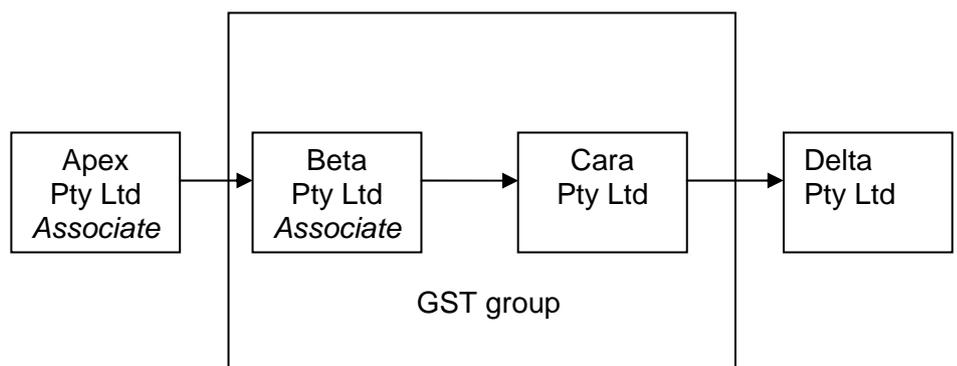 Apex
Pty Ltd
Associate
Beta
Pty Ltd
Associate
Cara
Pty Ltd
Delta
Pty Ltd
GST group